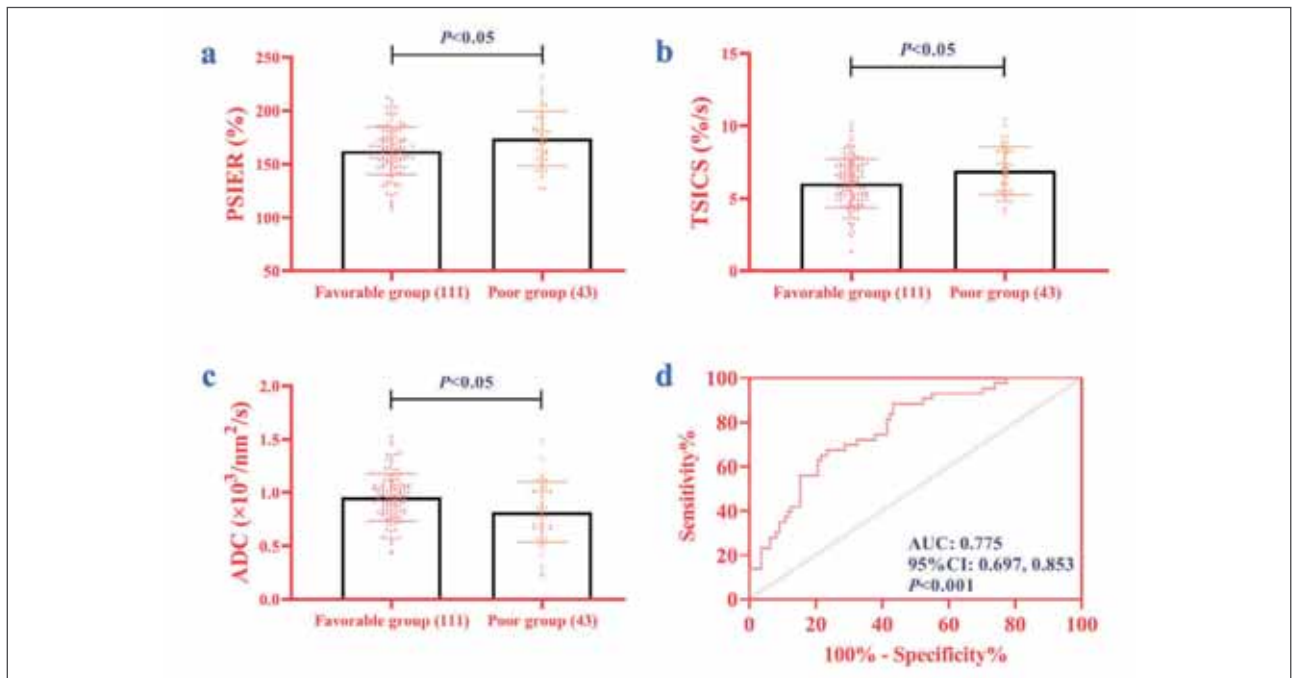 a
P<0.05
PSIER (%)
250
200
150
100
50
Favorable group (111)
Poor group (43)
b
P<0.05
TSICS (%/s)
15
10
5
0
Favorable group (111)
Poor group (43)
c
P<0.05
ADC (×10³/nm²/s)
2.0
1.5
1.0
0.5
0.0
Favorable group (111)
Poor group (43)
d
Sensitivity%
100
80
60
40
20
0
AUC: 0.775
95%CI: 0.697, 0.853
P<0.001
0 20 40 60 80 100
100% - Specificity%